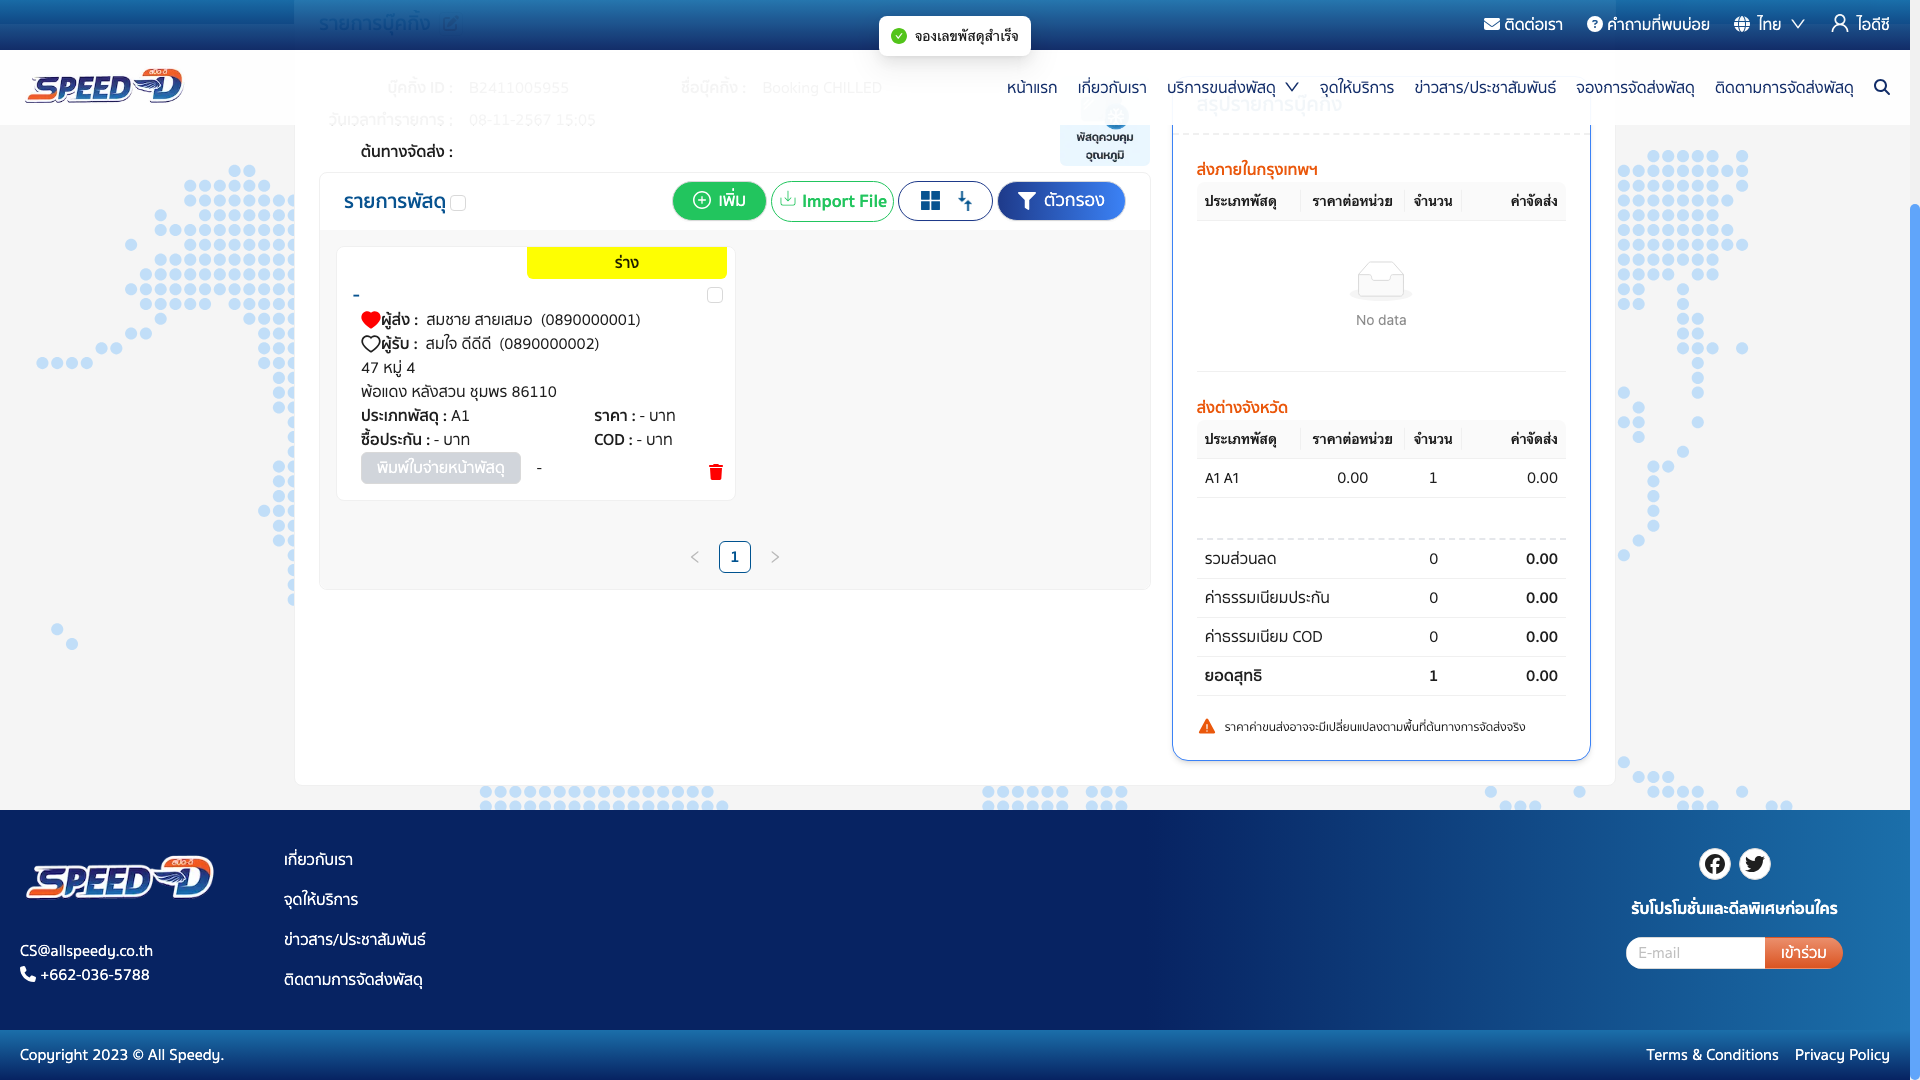 รายการบุ๊คกิ้ง
ติดต่อเรา
คำถามที่พบบ่อย
ไทย
ไอดีซี
จองเลขพัสดุสำเร็จ
สปีด-ดี
SPEED-D
หน้าแรก
เกี่ยวกับเรา
บริการขนส่งพัสดุ
จุดให้บริการ
ข่าวสาร/ประชาสัมพันธ์
จองการจัดส่งพัสดุ
ติดตามการจัดส่งพัสดุ
บุ๊คกิ้ง ID : B2411005955
ชื่อบุ๊คกิ้ง : Booking CHILLED
วันเวลาทำรายการ : 08-11-2567 15:05
ต้นทางจัดส่ง :
พัสดุควบคุม
อุณหภูมิ
รายการพัสดุ
เพิ่ม
Import File
ตัวกรอง
ร่าง
-
ผู้ส่ง : สมชาย สายเสมอ (0890000001)
ผู้รับ : สมใจ ดีดีดี (0890000002)
47 หมู่ 4
พ้อแดง หลังสวน ชุมพร 86110
ประเภทพัสดุ : A1
ราคา : - บาท
ซื้อประกัน : - บาท
COD : - บาท
พิมพ์ใบจ่ายหน้าพัสดุ
-
1
สรุปรายการบุ๊คกิ้ง
ส่งภายในกรุงเทพฯ
ประเภทพัสดุ ราคาต่อหน่วย จำนวน ค่าจัดส่ง
No data
ส่งต่างจังหวัด
ประเภทพัสดุ ราคาต่อหน่วย จำนวน ค่าจัดส่ง
A1 A1 0.00 1 0.00
รวมส่วนลด 0 0.00
ค่าธรรมเนียมประกัน 0 0.00
ค่าธรรมเนียม COD 0 0.00
ยอดสุทธิ 1 0.00
ราคาค่าขนส่งอาจจะมีเปลี่ยนแปลงตามพื้นที่ต้นทางการจัดส่งจริง
สปีด-ดี
SPEED-D
CS@allspeedy.co.th
+662-036-5788
เกี่ยวกับเรา
จุดให้บริการ
ข่าวสาร/ประชาสัมพันธ์
ติดตามการจัดส่งพัสดุ
รับโปรโมชั่นและดีลพิเศษก่อนใคร
E-mail
เข้าร่วม
Copyright 2023 © All Speedy.
Terms & Conditions
Privacy Policy